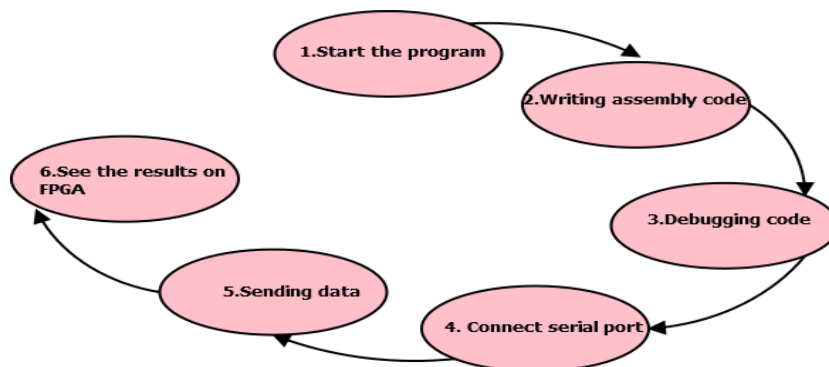 1.Start the program
2.Writing assembly code
3.Debugging code
4. Connect serial port
5.Sending data
6.See the results on
FPGA